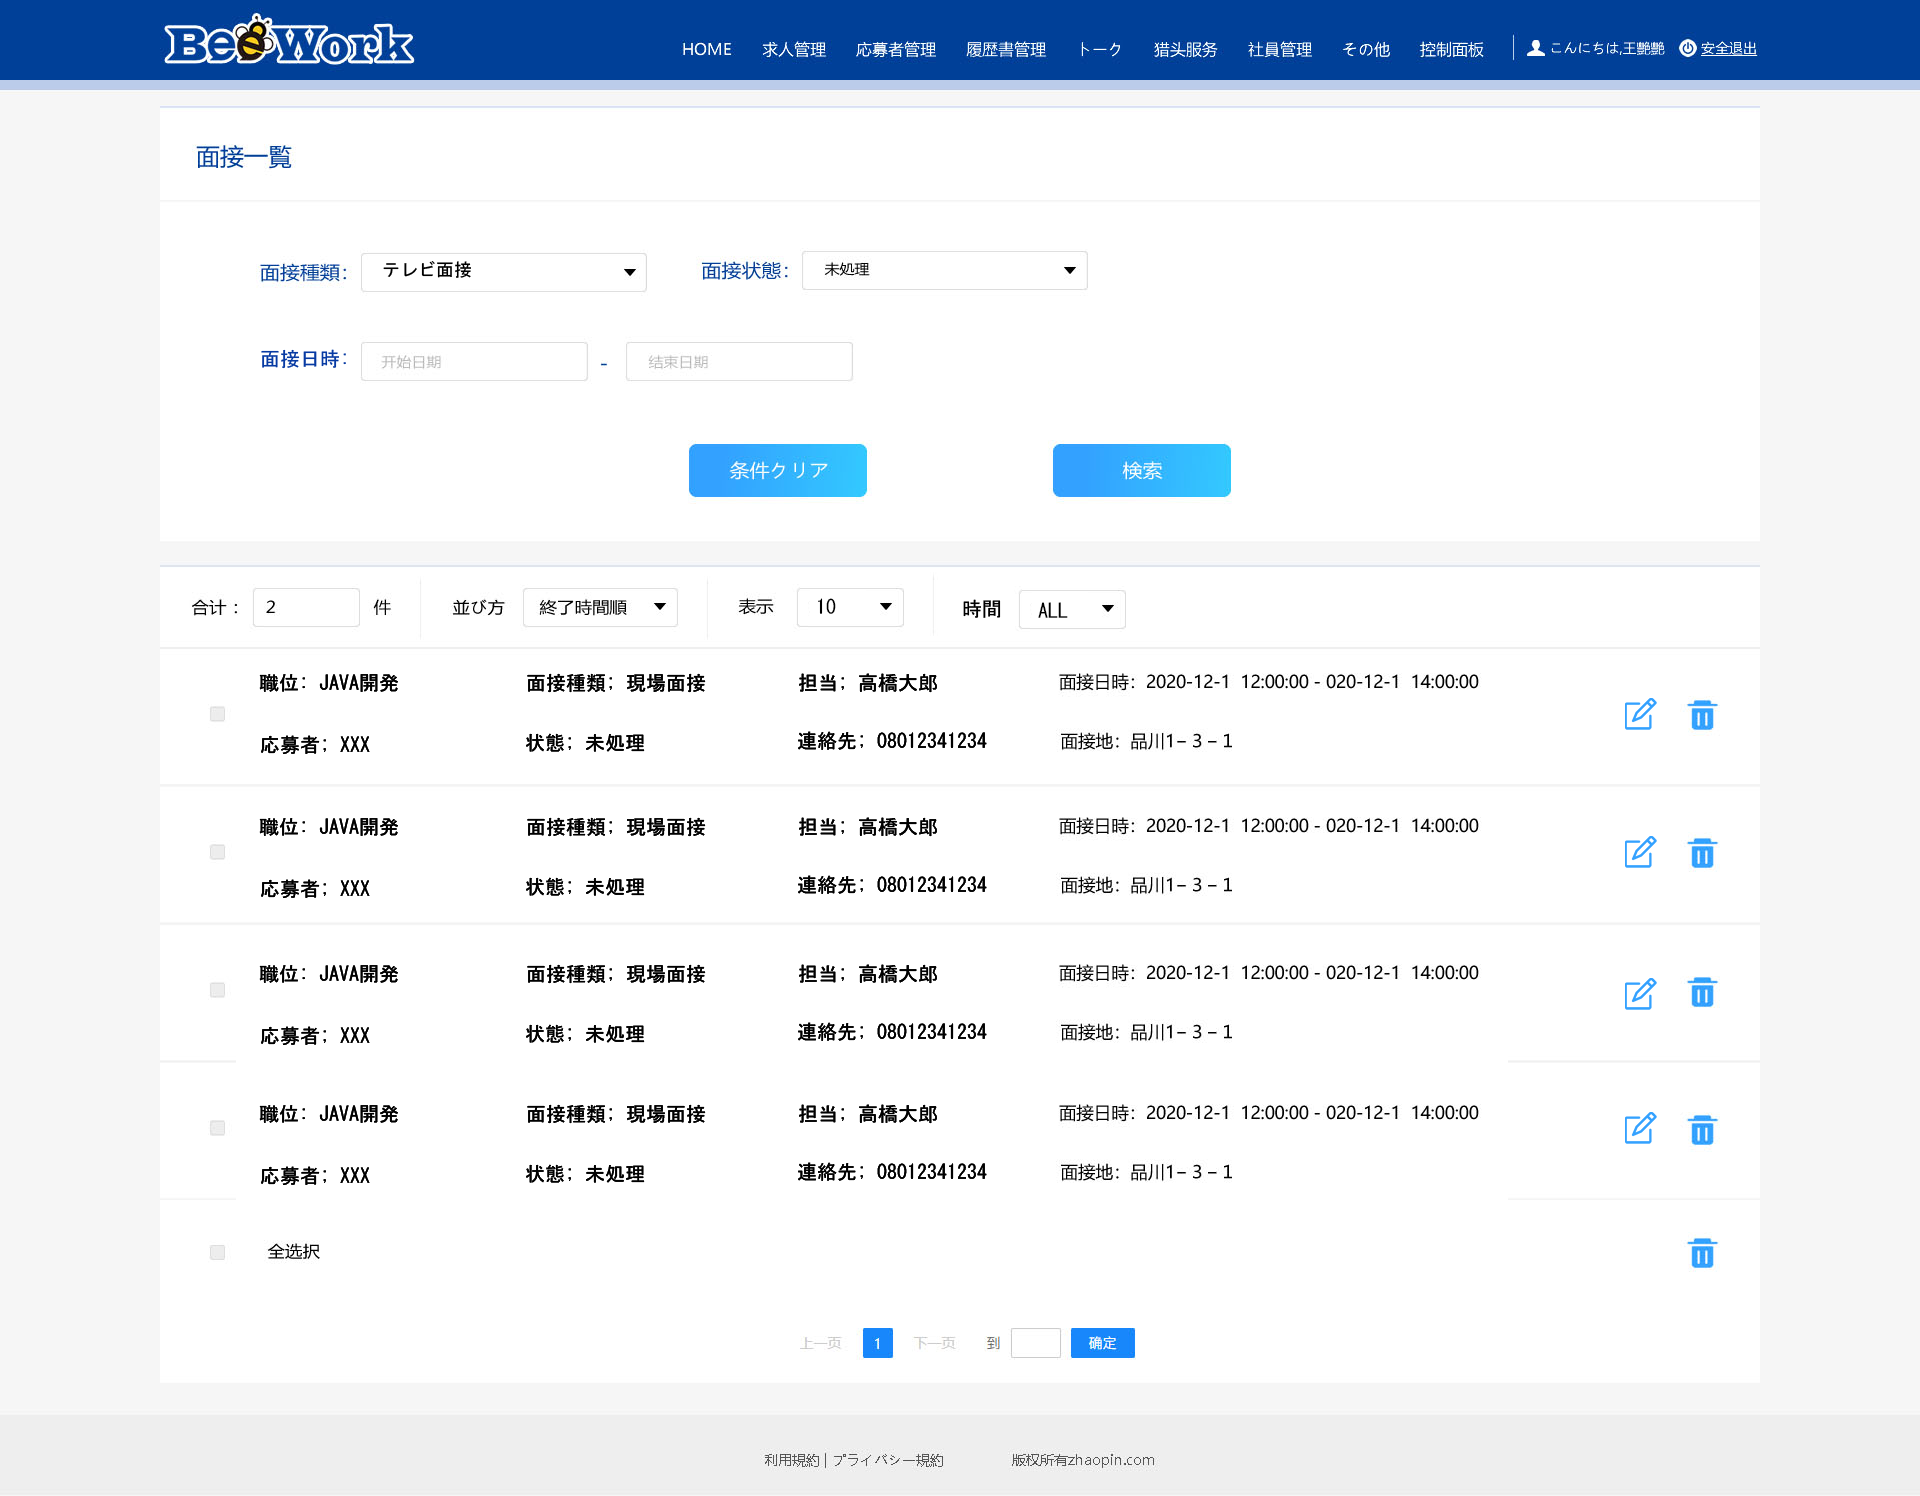 BeeWork
HOME 求人管理 応募者管理 履歴書管理 トーク 猎头服务 社員管理 その他 控制面板 こんにちは,王艷艷 安全退出
面接一覧
面接種類： テレビ面接 面接状態： 未処理
面接日時： 开始日期 - 结束日期
条件クリア 検索
合计： 2 件 並び方 終了時間順 表示 10 時間 ALL
職位： JAVA開発 面接種類； 現場面接 担当； 高橋大郎 面接日時： 2020-12-1 12:00:00 - 020-12-1 14:00:00
応募者； XXX 状態； 未処理 連絡先； 08012341234 面接地： 品川1－3－1
職位： JAVA開発 面接種類； 現場面接 担当； 高橋大郎 面接日時： 2020-12-1 12:00:00 - 020-12-1 14:00:00
応募者； XXX 状態； 未処理 連絡先； 08012341234 面接地： 品川1－3－1
職位： JAVA開発 面接種類； 現場面接 担当； 高橋大郎 面接日時： 2020-12-1 12:00:00 - 020-12-1 14:00:00
応募者； XXX 状態； 未処理 連絡先； 08012341234 面接地： 品川1－3－1
職位： JAVA開発 面接種類； 現場面接 担当； 高橋大郎 面接日時： 2020-12-1 12:00:00 - 020-12-1 14:00:00
応募者； XXX 状態； 未処理 連絡先； 08012341234 面接地： 品川1－3－1
全选択
上一页 1 下一页 到 确定
利用規約 | プライバシー規約 版权所有zhaopin.com